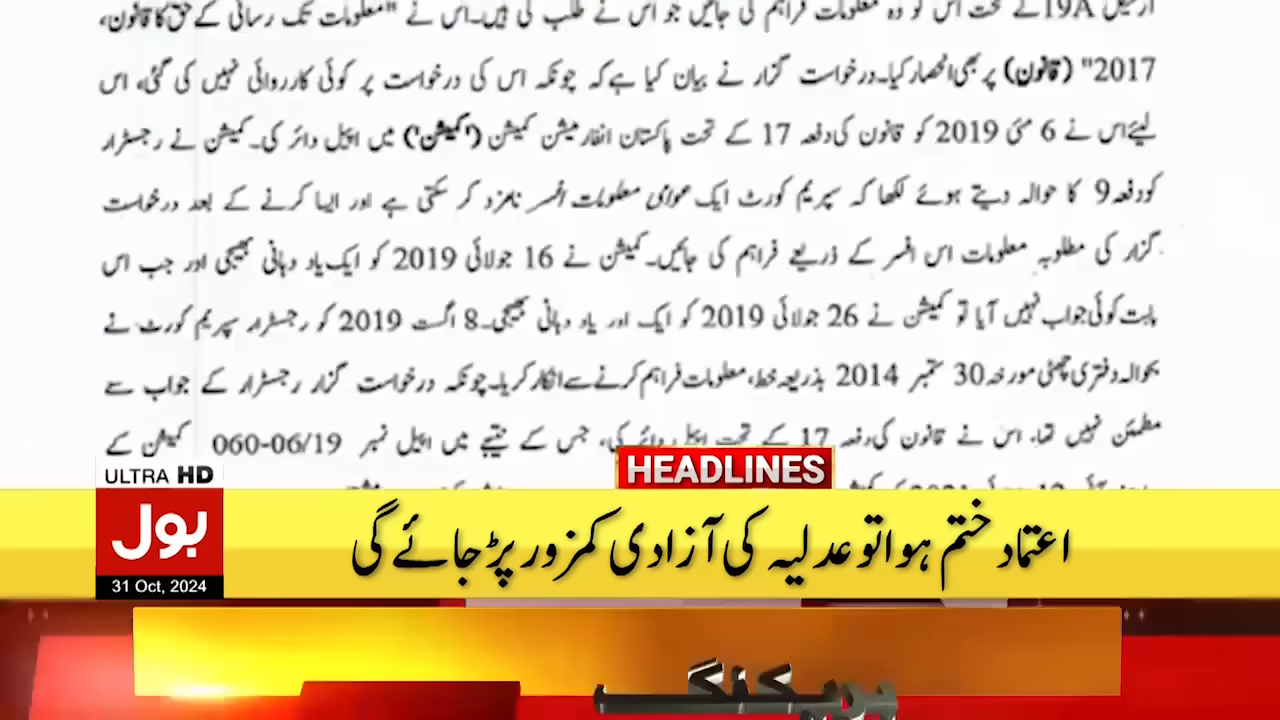 آرٹیکل 19A کے تحت اس کو وہ معلومات فراہم کی جائیں جو اس نے طلب کی ہیں۔اس نے "معلومات تک رسائی کے حق کا قانون،
2017" (قانون) پر بھی انحصار کیا۔درخواست گزار نے بیان کیا ہے کہ چونکہ اس کی درخواست پر کوئی کارروائی نہیں کی گئی، اس
لیئے اس نے 6 مئی 2019 کو قانون کی دفعہ 17 کے تحت پاکستان انفارمیشن کمیشن ('کمیشن') میں اپیل دائر کی۔کمیشن نے رجسٹرار
کو دفعہ 9 کا حوالہ دیتے ہوئے لکھا کہ سپریم کورٹ ایک عوامی معلومات افسر نامزد کر سکتی ہے اور ایسا کرنے کے بعد درخواست
گزار کی مطلوبہ معلومات اس افسر کے ذریعے فراہم کی جائیں۔کمیشن نے 16 جولائی 2019 کو ایک یاد دہانی بھیجی اور جب اس
بابت کوئی جواب نہیں آیا تو کمیشن نے 26 جولائی 2019 کو ایک اور یاد دہانی بھیجی۔8 اگست 2019 کو رجسٹرار سپریم کورٹ نے
بحوالہ دفتری چھٹی مورخہ 30 ستمبر 2014 بذریعہ خط، معلومات فراہم کرنے سے انکار کر دیا۔چونکہ درخواست گزار رجسٹرار کے جواب سے
مطمئن نہیں تھا، اس نے قانون کی دفعہ 17 کے تحت اپیل دائر کی، جس کے نتیجے میں اپیل نمبر 060-06/19 کمیشن کے
HEADLINES
ULTRA HD
بول
31 Oct, 2024
اعتماد ختم ہوا تو عدلیہ کی آزادی کمزور پڑ جائے گی